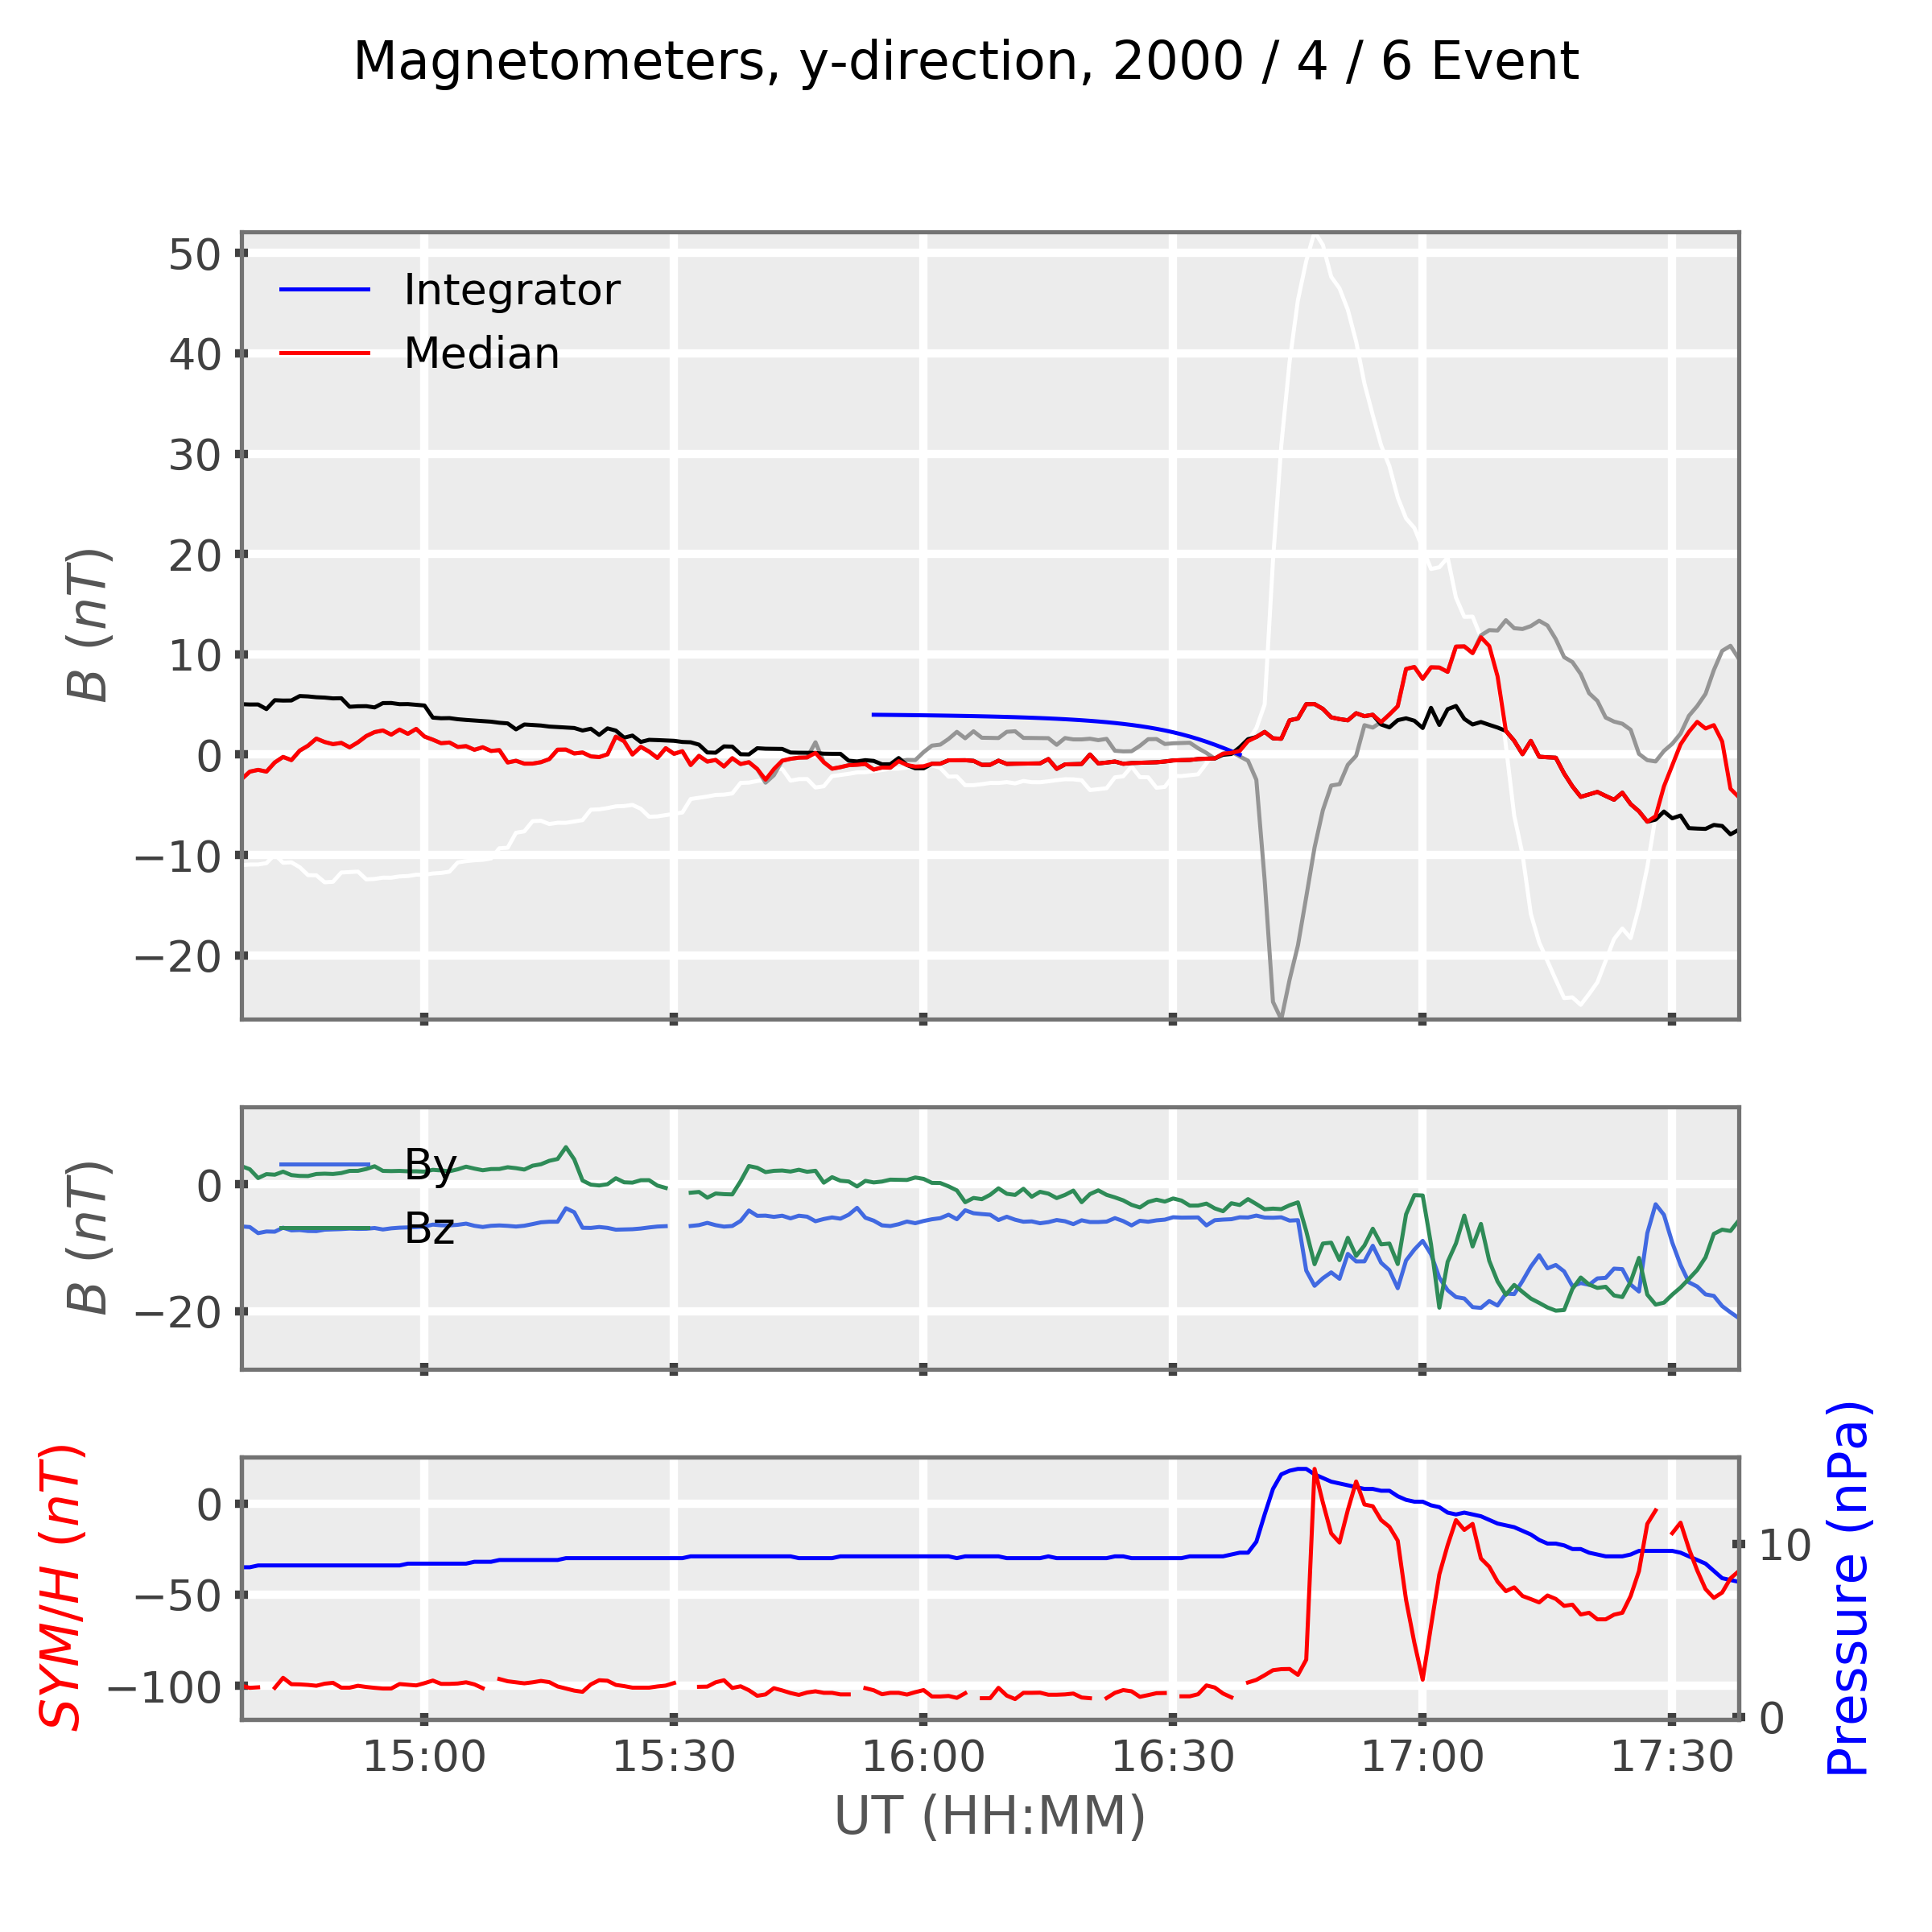 Magnetometers, y-direction, 2000 / 4 / 6 Event
50
40
30
20
10
0
−10
−20
B (nT)
Integrator
Median
0
−20
B (nT)
By
Bz
0
−50
−100
SYM/H (nT)
10
0
Pressure (nPa)
15:00 15:30 16:00 16:30 17:00 17:30
UT (HH:MM)